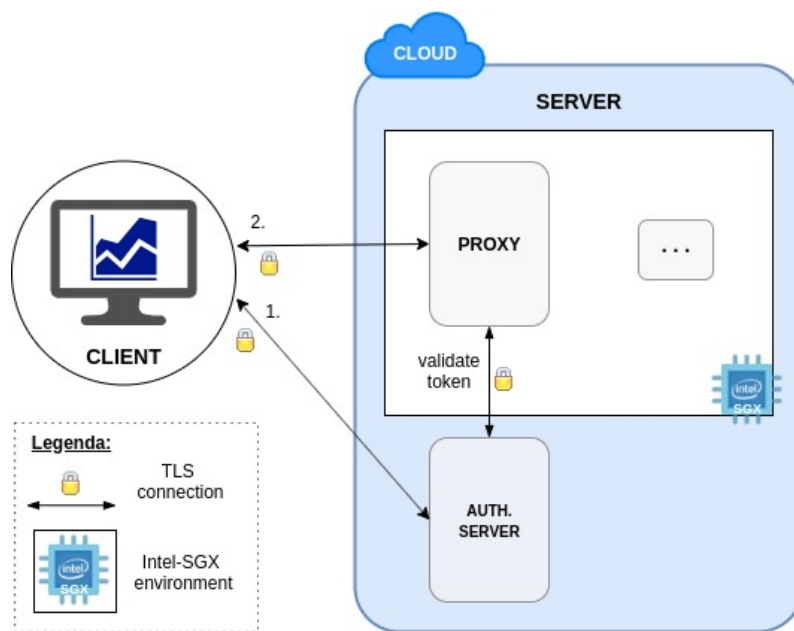 CLOUD
SERVER
2.
PROXY
...
1.
CLIENT
validate
token
intel
SGX
AUTH.
SERVER
Legenda:
TLS
connection
intel
SGX
Intel-SGX
environment